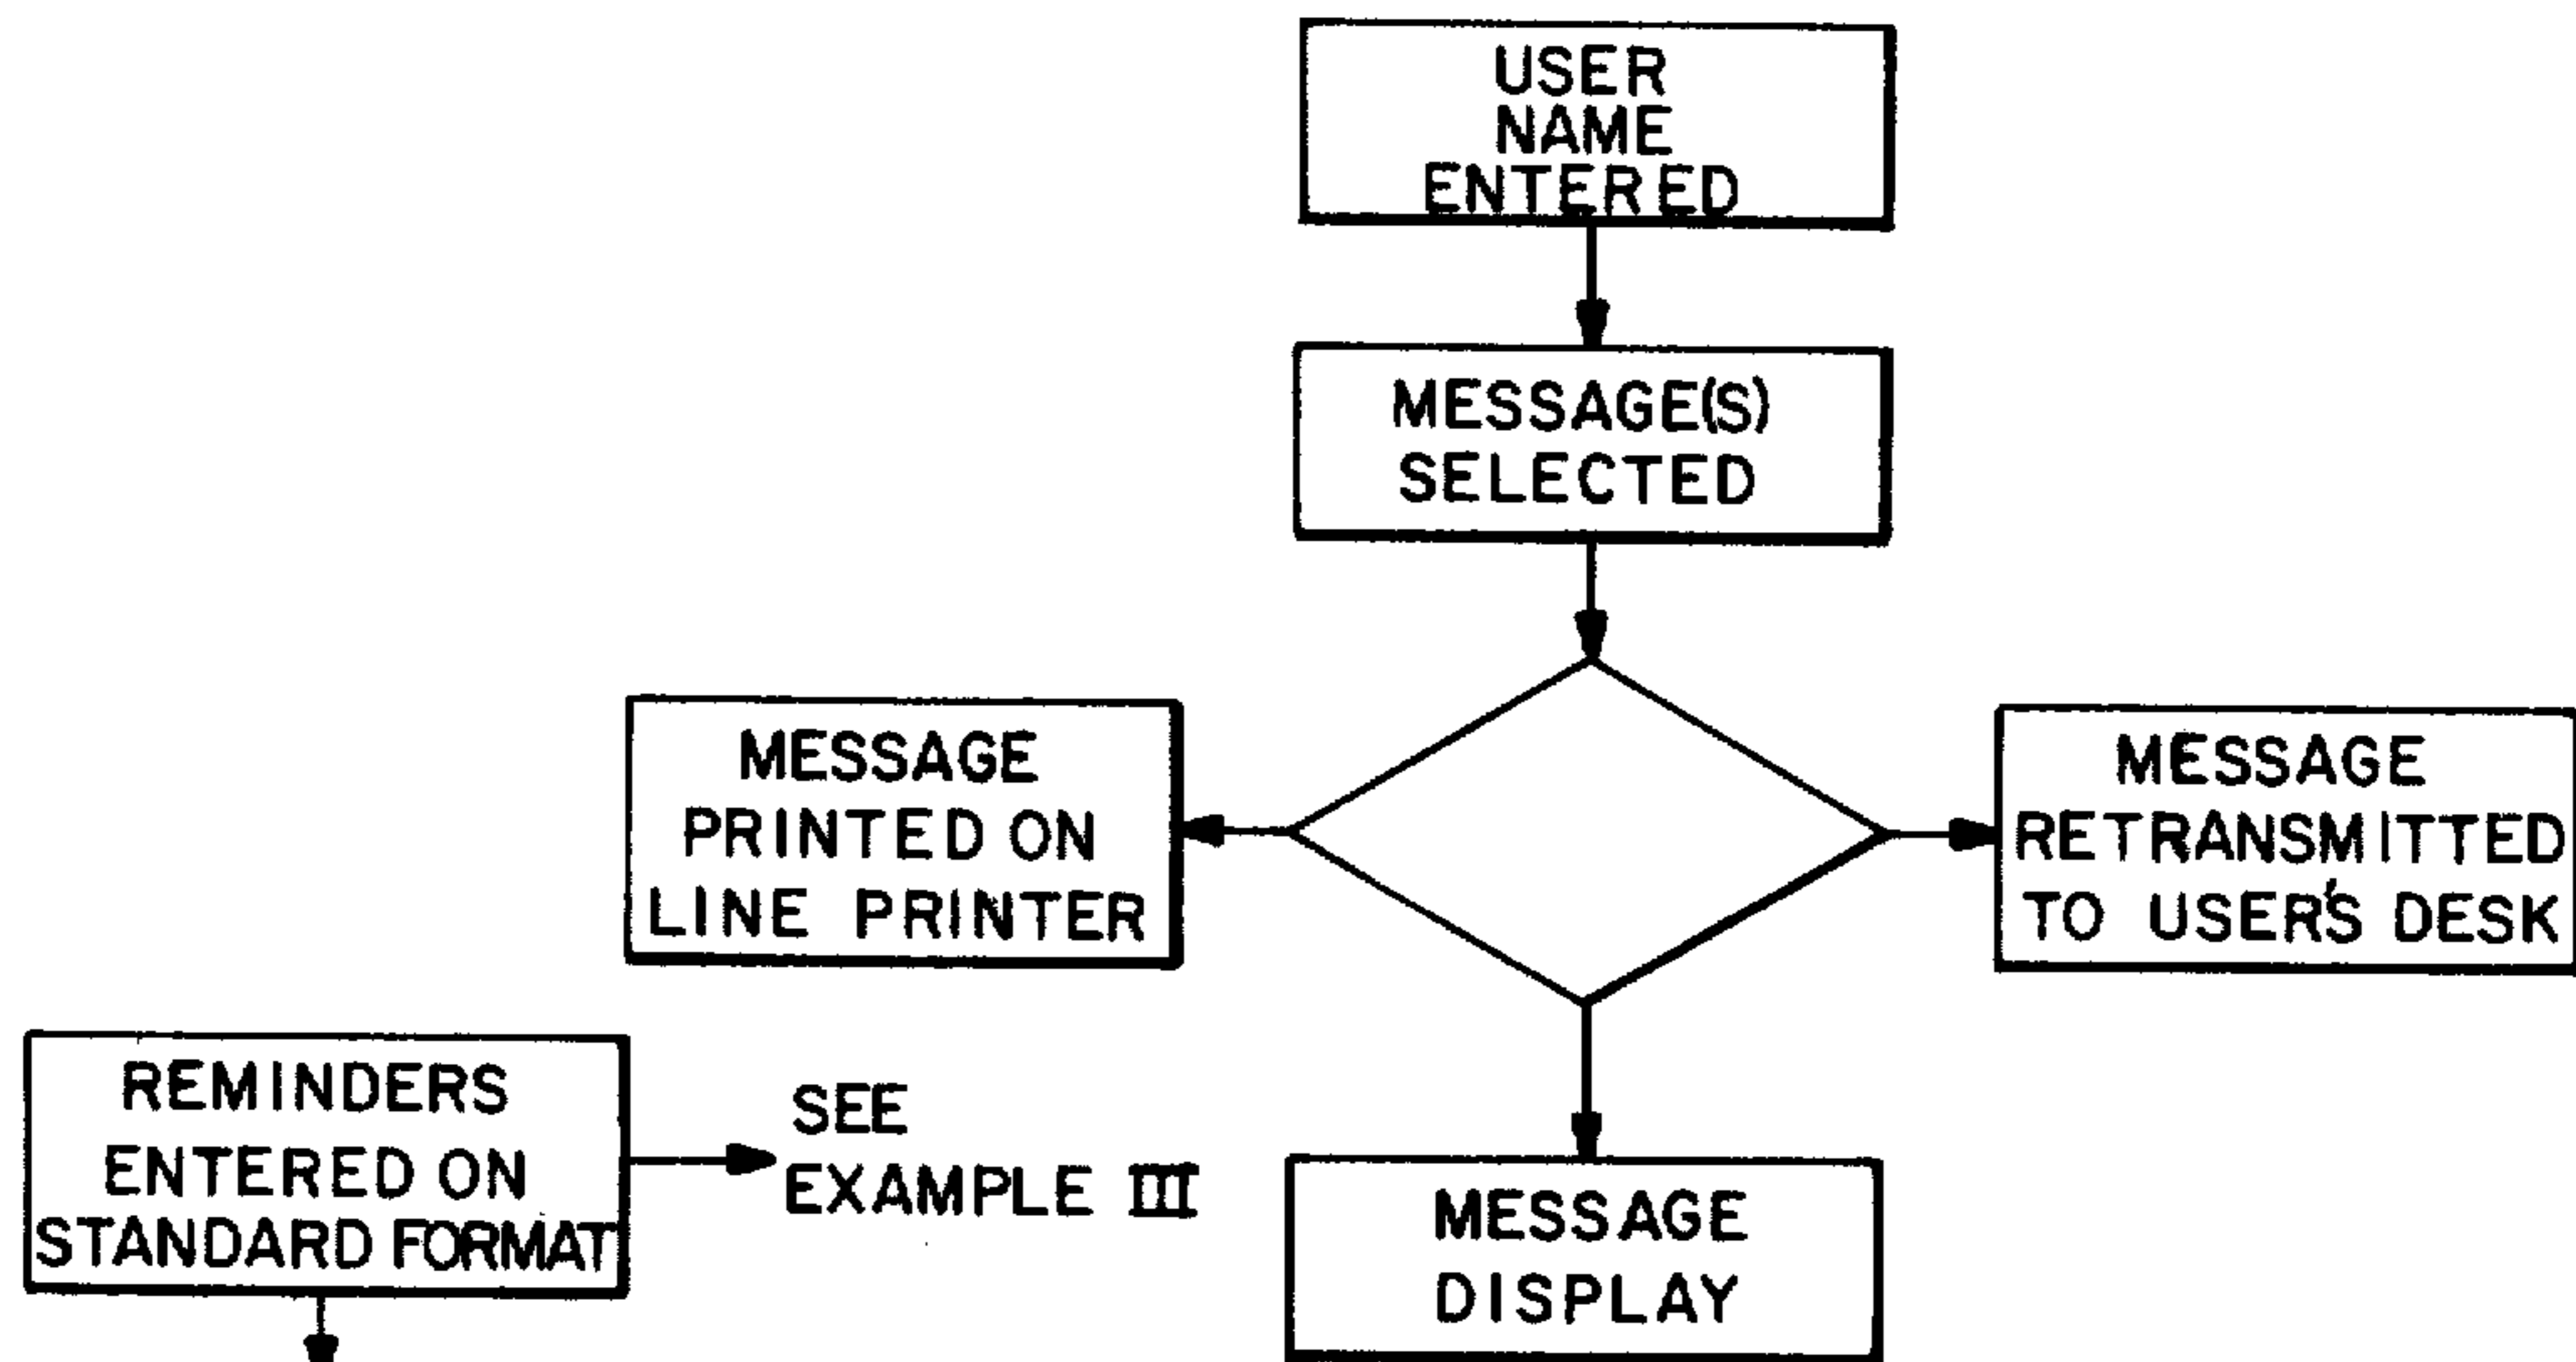 USER
NAME
ENTERED
MESSAGE(S)
SELECTED
MESSAGE
PRINTED ON
LINE PRINTER
MESSAGE
RETRANSMITTED
TO USER'S DESK
REMINDERS
ENTERED ON
STANDARD FORMAT
SEE
EXAMPLE III
MESSAGE
DISPLAY